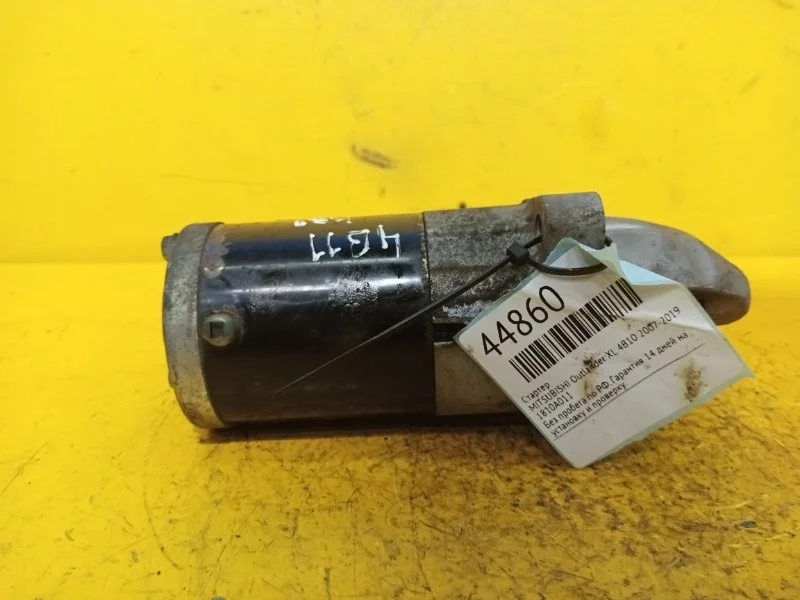 4B11
44860
Стартер
MITSUBISHI Outlander XL 4B10 2007-2019
1810A011
Без пробега по РФ.Гарантия 14 дней на
установку и проверку